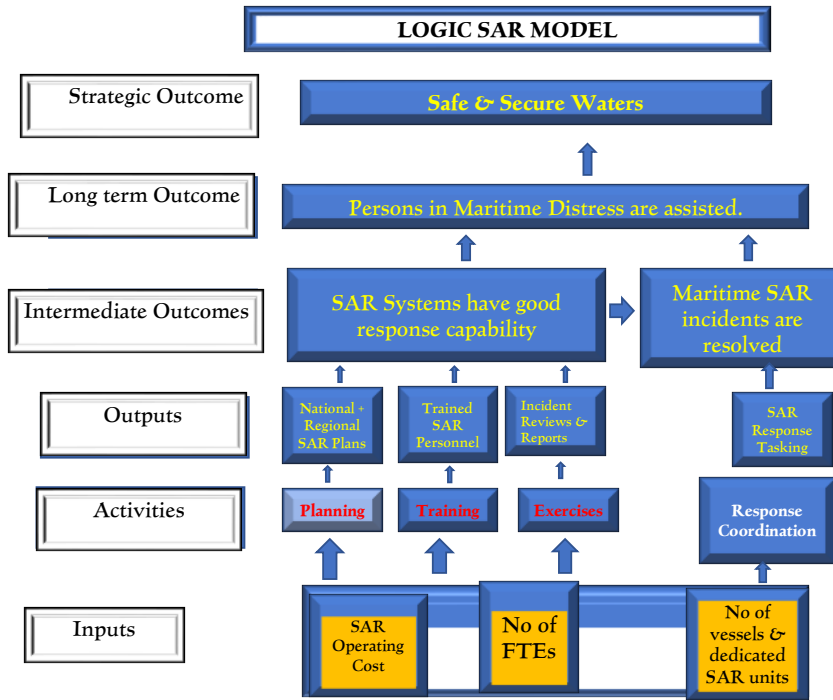 LOGIC SAR MODEL
Strategic Outcome
Safe & Secure Waters
Long term Outcome
Persons in Maritime Distress are assisted.
Intermediate Outcomes
SAR Systems have good
response capability
Maritime SAR
incidents are
resolved
Outputs
National +
Regional
SAR Plans
Trained
SAR
Personnel
Incident
Reviews &
Reports
SAR
Response
Tasking
Activities
Planning
Training
Exercises
Response
Coordination
Inputs
SAR
Operating
Cost
No of
FTEs
No of
vessels &
dedicated
SAR units